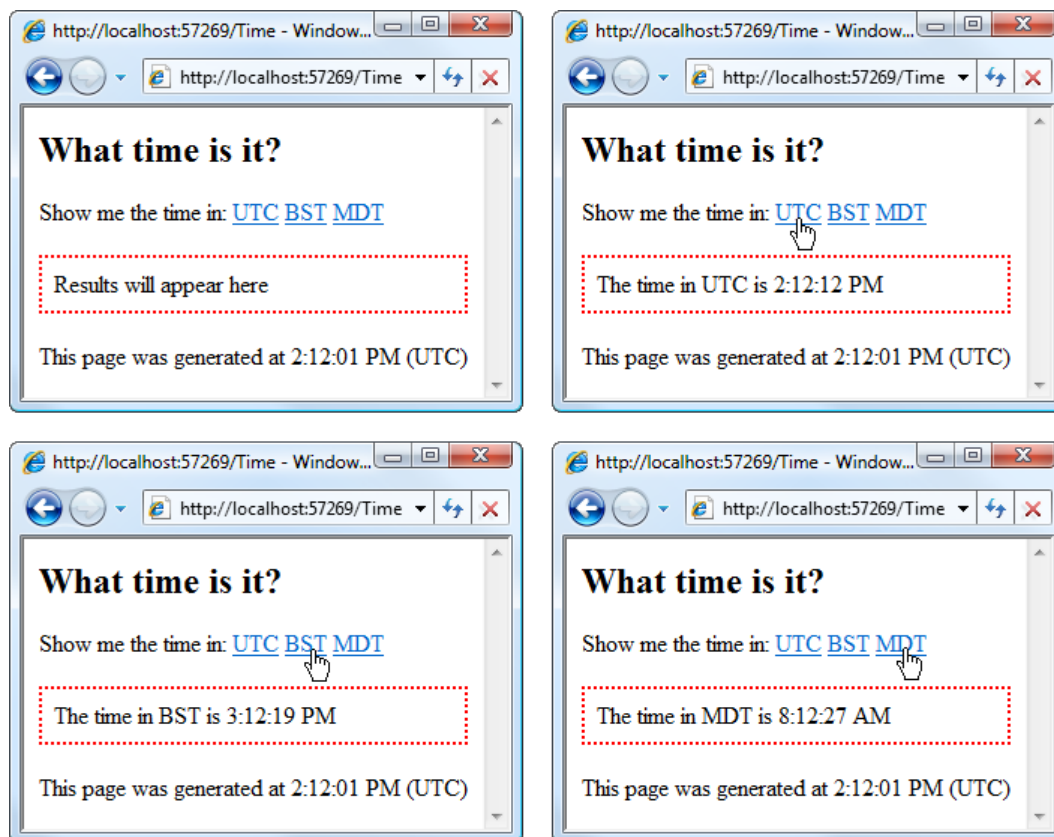 http://localhost:57269/Time - Window...
http://localhost:57269/Time
What time is it?
Show me the time in: UTC BST MDT
Results will appear here
This page was generated at 2:12:01 PM (UTC)
http://localhost:57269/Time - Window...
http://localhost:57269/Time
What time is it?
Show me the time in: UTC BST MDT
The time in UTC is 2:12:12 PM
This page was generated at 2:12:01 PM (UTC)
http://localhost:57269/Time - Window...
http://localhost:57269/Time
What time is it?
Show me the time in: UTC BST MDT
The time in BST is 3:12:19 PM
This page was generated at 2:12:01 PM (UTC)
http://localhost:57269/Time - Window...
http://localhost:57269/Time
What time is it?
Show me the time in: UTC BST MDT
The time in MDT is 8:12:27 AM
This page was generated at 2:12:01 PM (UTC)